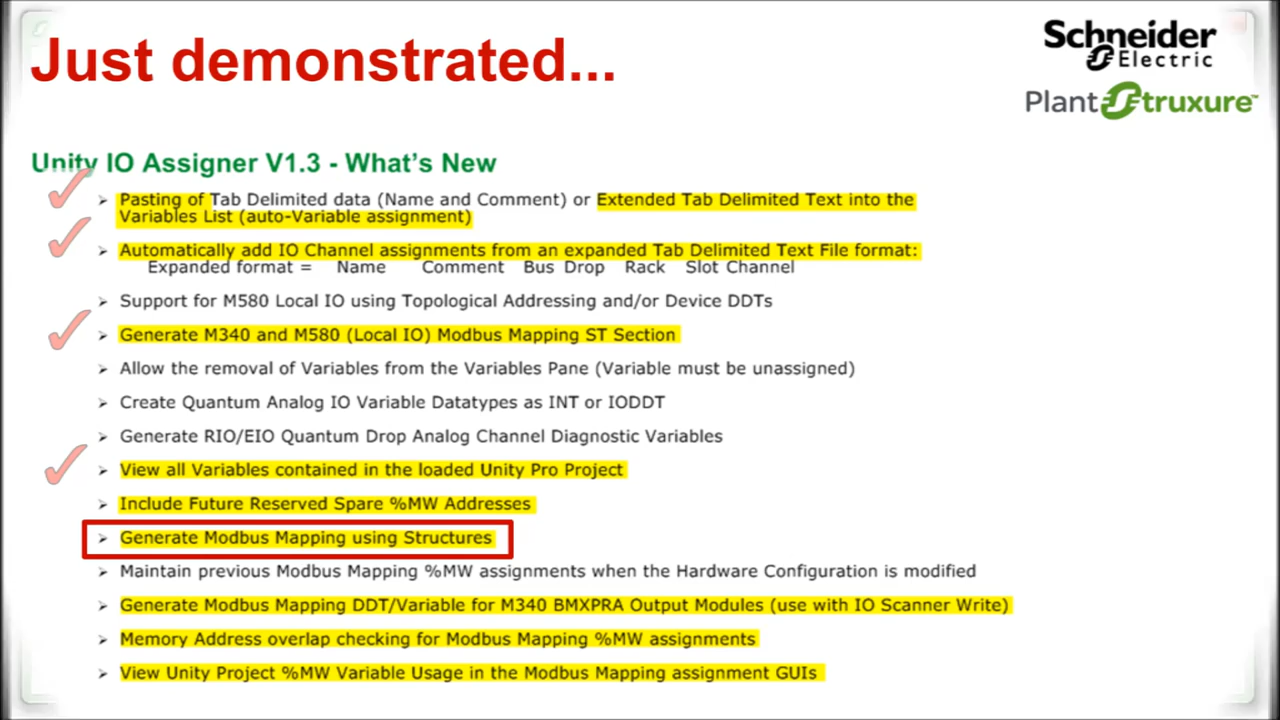 Just demonstrated...
Schneider
Electric
PlantStruxure™
Unity IO Assigner V1.3 - What's New
Pasting of Tab Delimited data (Name and Comment) or Extended Tab Delimited Text into the
Variables List (auto-Variable assignment)
Automatically add IO Channel assignments from an expanded Tab Delimited Text File format:
Expanded format = Name Comment Bus Drop Rack Slot Channel
Support for M580 Local IO using Topological Addressing and/or Device DDTs
Generate M340 and M580 (Local IO) Modbus Mapping ST Section
Allow the removal of Variables from the Variables Pane (Variable must be unassigned)
Create Quantum Analog IO Variable Datatypes as INT or IODDT
Generate RIO/EIO Quantum Drop Analog Channel Diagnostic Variables
View all Variables contained in the loaded Unity Pro Project
Include Future Reserved Spare %MW Addresses
Generate Modbus Mapping using Structures
Maintain previous Modbus Mapping %MW assignments when the Hardware Configuration is modified
Generate Modbus Mapping DDT/Variable for M340 BMXPRA Output Modules (use with IO Scanner Write)
Memory Address overlap checking for Modbus Mapping %MW assignments
View Unity Project %MW Variable Usage in the Modbus Mapping assignment GUIs